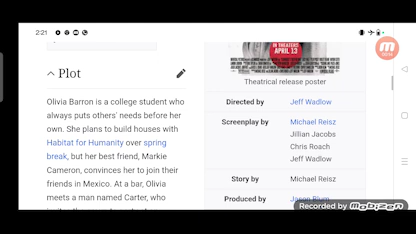 2:21
IN THEATERS
APRIL 13
Theatrical release poster
Plot
Olivia Barron is a college student who
always puts others' needs before her
own. She plans to build houses with
Habitat for Humanity over spring
break, but her best friend, Markie
Cameron, convinces her to join their
friends in Mexico. At a bar, Olivia
meets a man named Carter, who
Directed by Jeff Wadlow
Screenplay by Michael Reisz
Jillian Jacobs
Chris Roach
Jeff Wadlow
Story by Michael Reisz
Produced by Jason Blum
Recorded by Mobizen